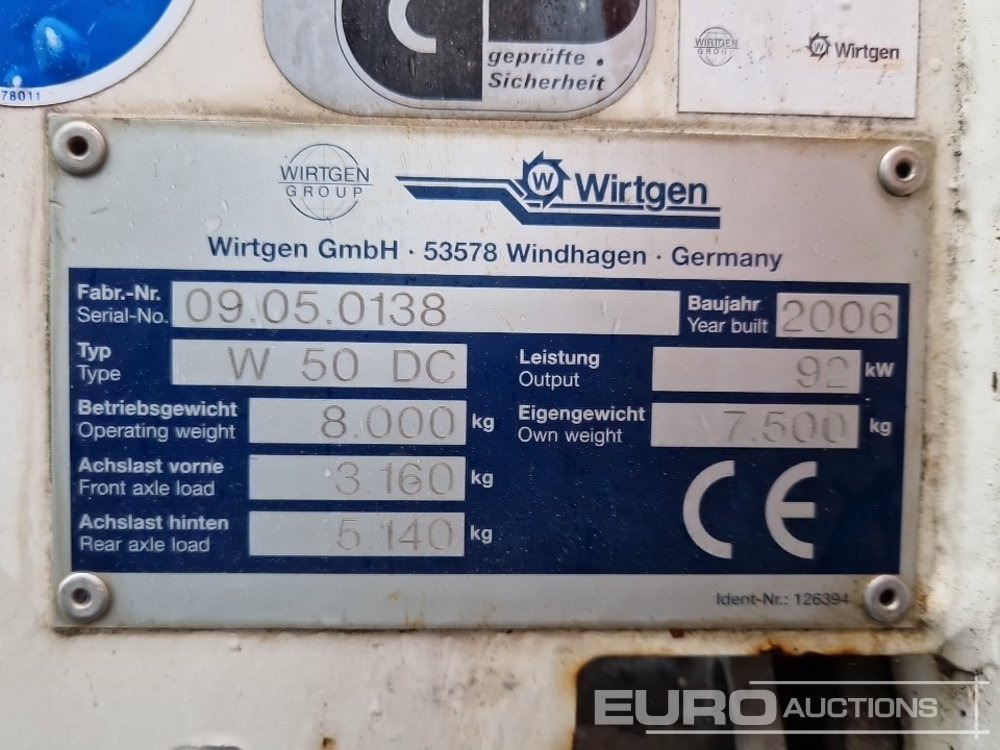 78011
geprüfte
Sicherheit
WIRTGEN
GROUP
Wirtgen
WIRTGEN
GROUP
Wirtgen
Wirtgen GmbH · 53578 Windhagen · Germany
Fabr.-Nr.
Serial-No.
09.05.0138
Baujahr
Year built
2006
Typ
Type
W 50 DC
Leistung
Output
92 kW
Betriebsgewicht
Operating weight
8.000 kg
Eigengewicht
Own weight
7.500 kg
Achslast vorne
Front axle load
3.160 kg
Achslast hinten
Rear axle load
5.140 kg
CE
Ident-Nr.: 126394
EURO AUCTIONS